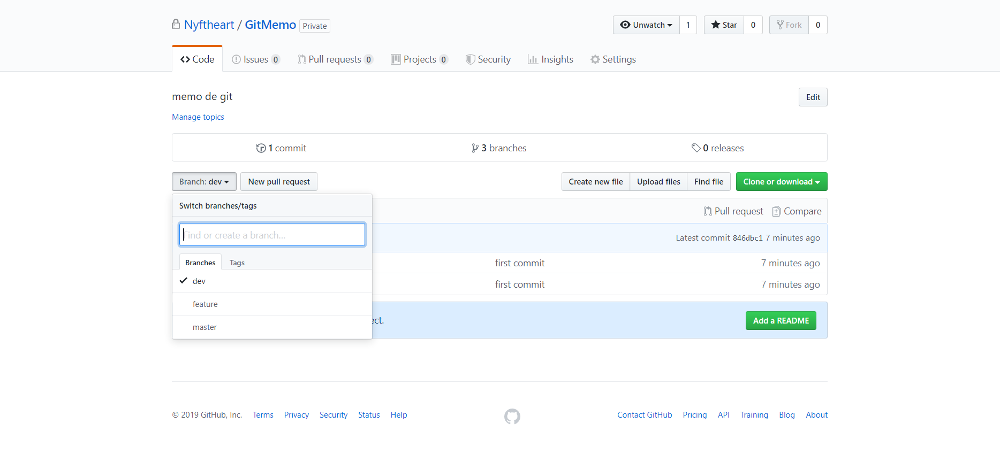 Nyftheart / GitMemo Private Unwatch 1 Star 0 Fork 0
Code Issues 0 Pull requests 0 Projects 0 Security Insights Settings
memo de git Edit
Manage topics
1 commit 3 branches 0 releases
Branch: dev New pull request Create new file Upload files Find file Clone or download
Switch branches/tags
Pull request Compare
Find or create a branch...
Latest commit 846dbc1 7 minutes ago
Branches Tags
first commit 7 minutes ago
dev
first commit 7 minutes ago
feature
ect. Add a README
master
© 2019 GitHub, Inc. Terms Privacy Security Status Help Contact GitHub Pricing API Training Blog About